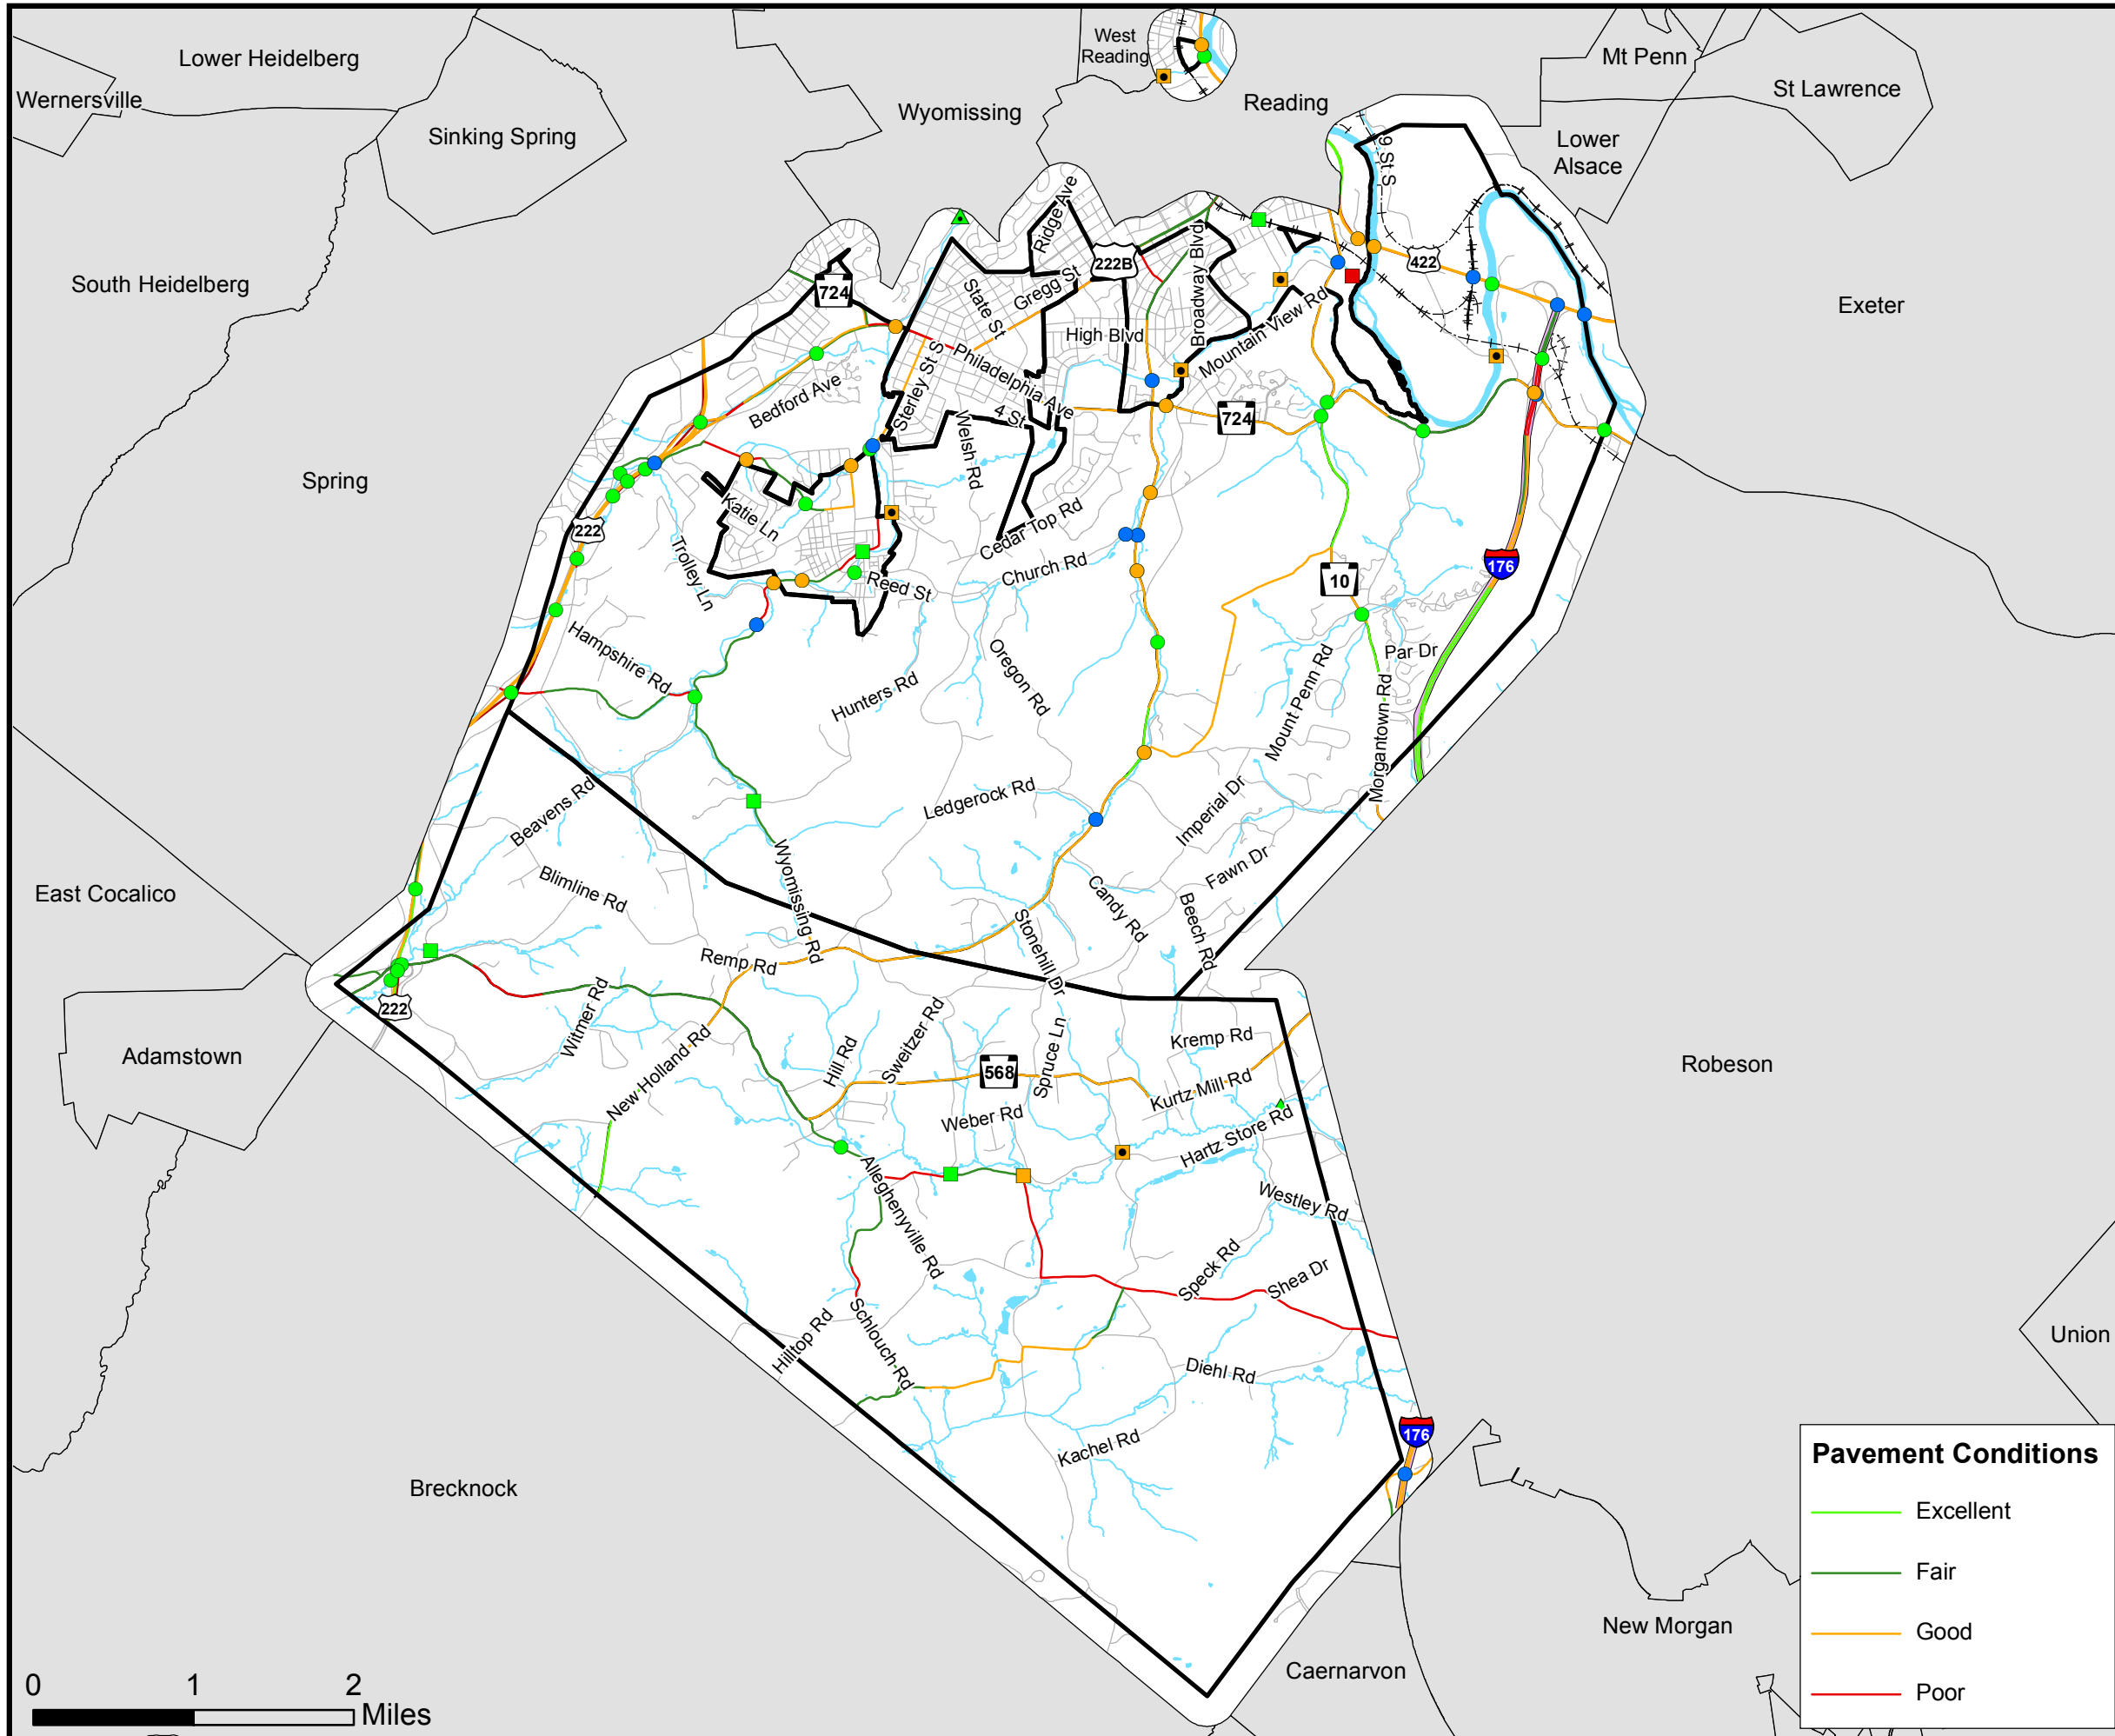 Lower Heidelberg
Wernersville
Sinking Spring
West
Reading
Wyomissing
Reading
Mt Penn
St Lawrence
Lower
Alsace
South Heidelberg
Exeter
Spring
East Cocalico
Adamstown
Brecknock
Robeson
Union
New Morgan
Caernarvon
9 St S
Ridge Ave
222B
Broadway Blvd
422
724
State St
Gregg St
High Blvd
Mountain View Rd
Philadelphia Ave
Sterley St S
Bedford Ave
4 St
724
Welsh Rd
222
Katie Ln
Cedar Top Rd
Trolley Ln
Church Rd
Reed St
10
176
Hampshire Rd
Oregon Rd
Par Dr
Hunters Rd
Mount Penn Rd
Morgantown Rd
Beavens Rd
Ledgerock Rd
Imperial Dr
Blimline Rd
Wyomissing Rd
Fawn Dr
Candy Rd
Beech Rd
Stonehill Dr
Remp Rd
222
Witmer Rd
New Holland Rd
Hill Rd
Sweitzer Rd
Spruce Ln
Kremp Rd
568
Kurtz Mill Rd
Weber Rd
Hartz Store Rd
Alleghenyville Rd
Westley Rd
Speck Rd
Shea Dr
Hilltop Rd
Schlouch Rd
Diehl Rd
Kachel Rd
176
Pavement Conditions
Excellent
Fair
Good
Poor
0 1 2
Miles